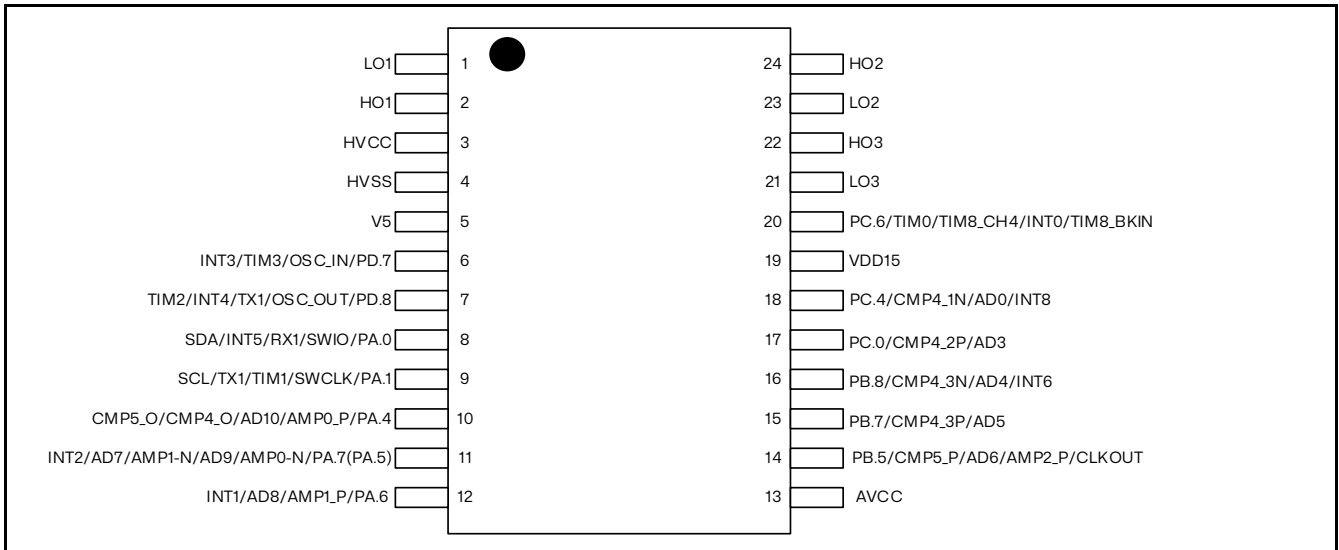 LO1 1 24 HO2
HO1 2 23 LO2
HVCC 3 22 HO3
HVSS 4 21 LO3
V5 5 20 PC.6/TIM0/TIM8_CH4/INT0/TIM8_BKIN
INT3/TIM3/OSC_IN/PD.7 6 19 VDD15
TIM2/INT4/TX1/OSC_OUT/PD.8 7 18 PC.4/CMP4_1N/AD0/INT8
SDA/INT5/RX1/SWIO/PA.0 8 17 PC.0/CMP4_2P/AD3
SCL/TX1/TIM1/SWCLK/PA.1 9 16 PB.8/CMP4_3N/AD4/INT6
CMP5_O/CMP4_O/AD10/AMP0_P/PA.4 10 15 PB.7/CMP4_3P/AD5
INT2/AD7/AMP1-N/AD9/AMP0-N/PA.7(PA.5) 11 14 PB.5/CMP5_P/AD6/AMP2_P/CLKOUT
INT1/AD8/AMP1_P/PA.6 12 13 AVCC